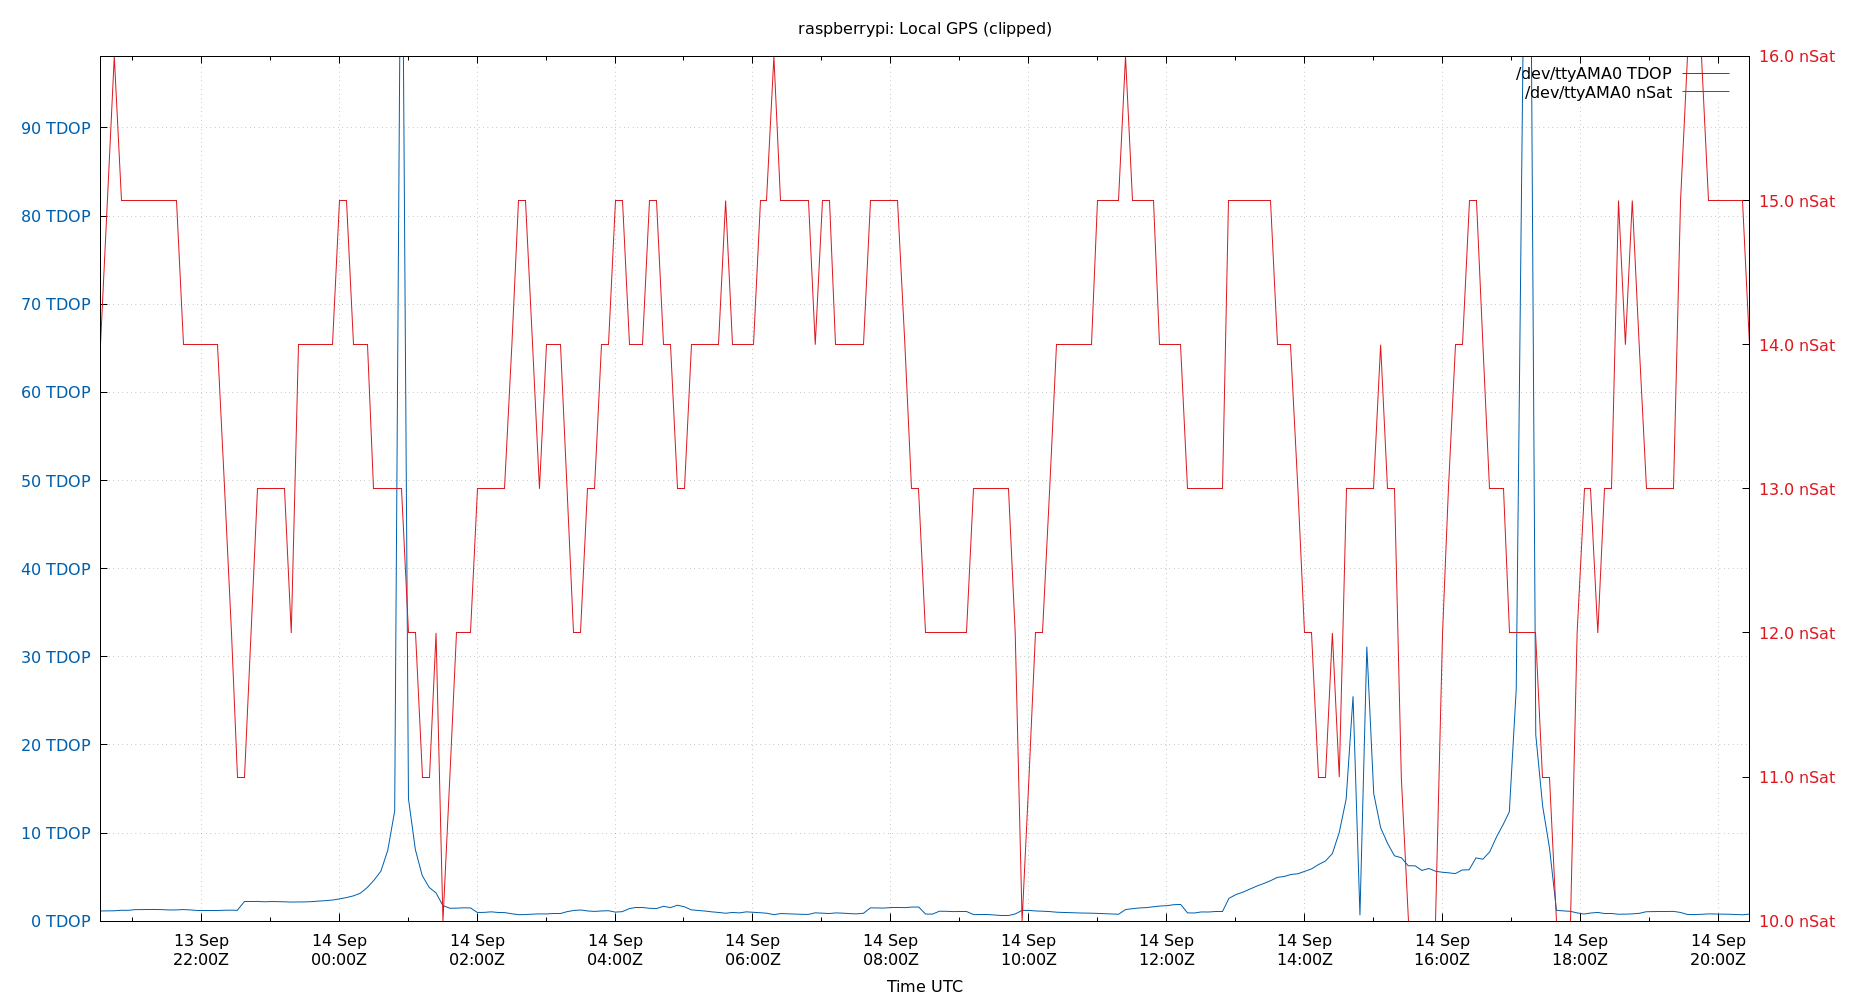 raspberrypi: Local GPS (clipped)
/dev/ttyAMA0 TDOP
/dev/ttyAMA0 nSat
90 TDOP
80 TDOP
70 TDOP
60 TDOP
50 TDOP
40 TDOP
30 TDOP
20 TDOP
10 TDOP
0 TDOP
16.0 nSat
15.0 nSat
14.0 nSat
13.0 nSat
12.0 nSat
11.0 nSat
10.0 nSat
13 Sep
22:00Z
14 Sep
00:00Z
14 Sep
02:00Z
14 Sep
04:00Z
14 Sep
06:00Z
14 Sep
08:00Z
14 Sep
10:00Z
14 Sep
12:00Z
14 Sep
14:00Z
14 Sep
16:00Z
14 Sep
18:00Z
14 Sep
20:00Z
Time UTC